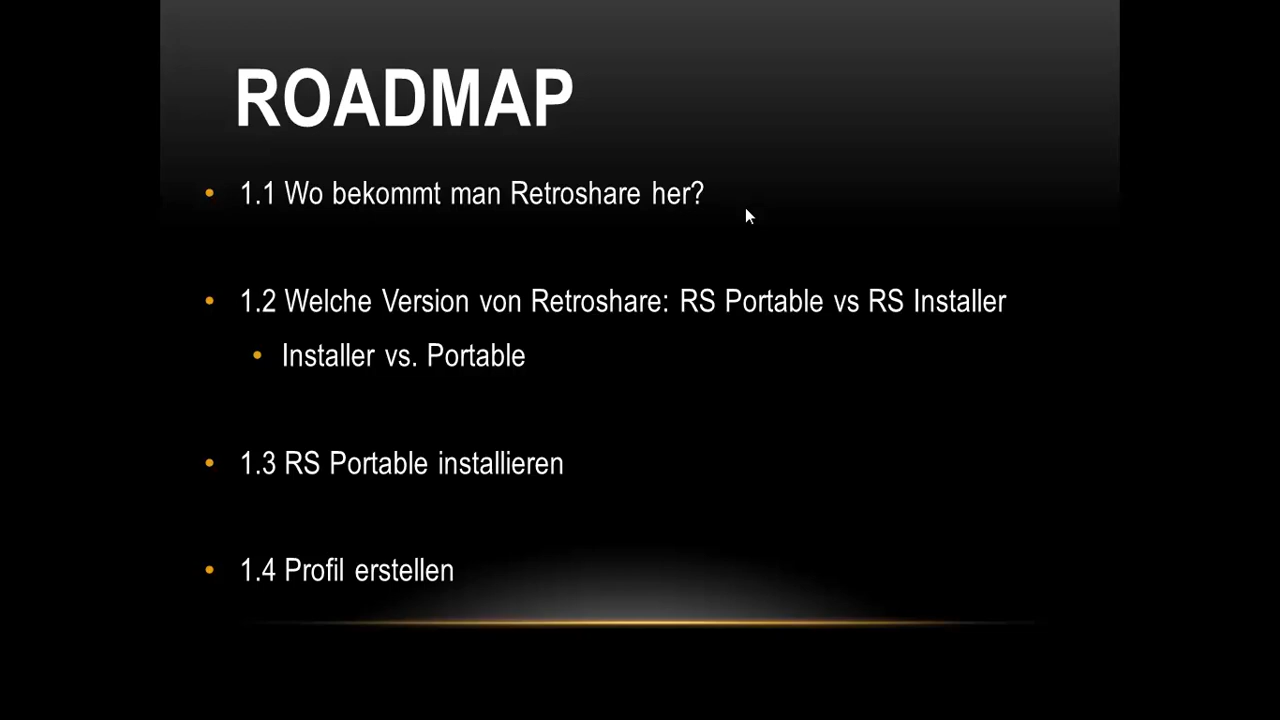 ROADMAP
• 1.1 Wo bekommt man Retroshare her?
• 1.2 Welche Version von Retroshare: RS Portable vs RS Installer
• Installer vs. Portable
• 1.3 RS Portable installieren
• 1.4 Profil erstellen